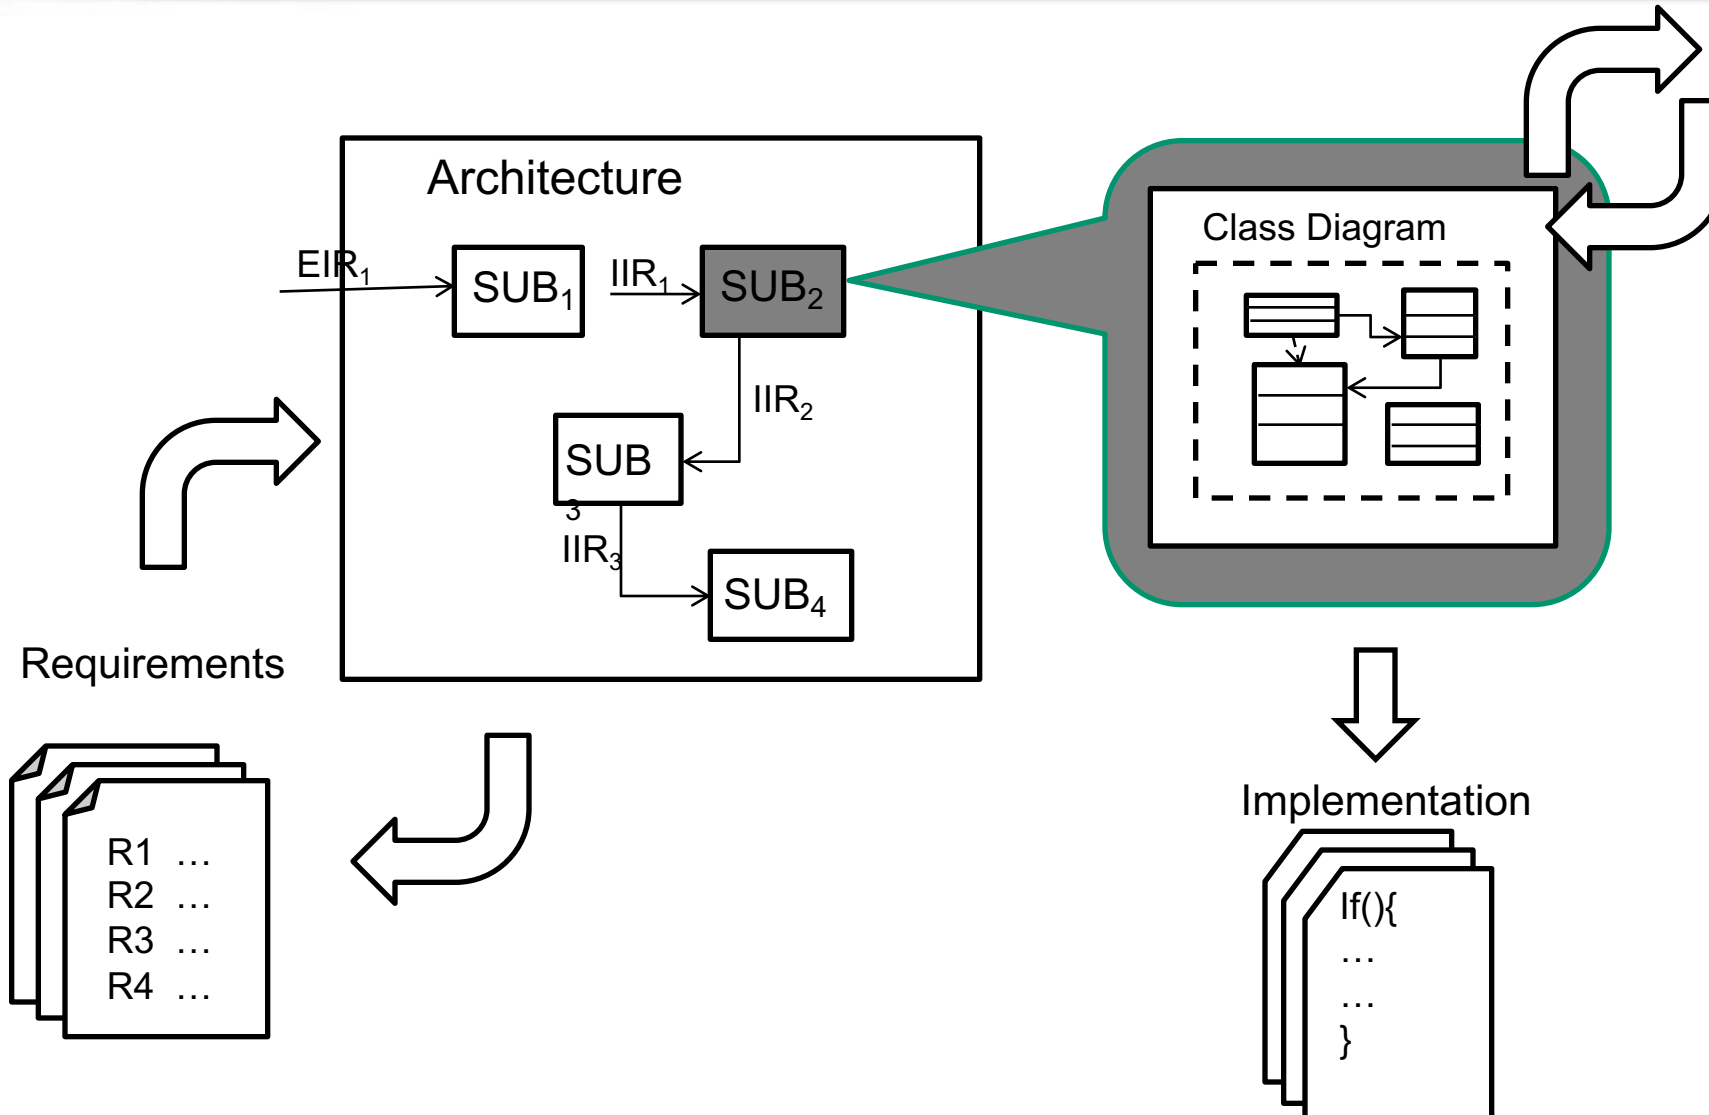 Architecture
EIR₁
SUB₁
IIR₁
SUB₂
IIR₂
SUB
3
IIR₃
SUB₄
Class Diagram
Requirements
R1 …
R2 …
R3 …
R4 …
Implementation
If(){
…
…
}